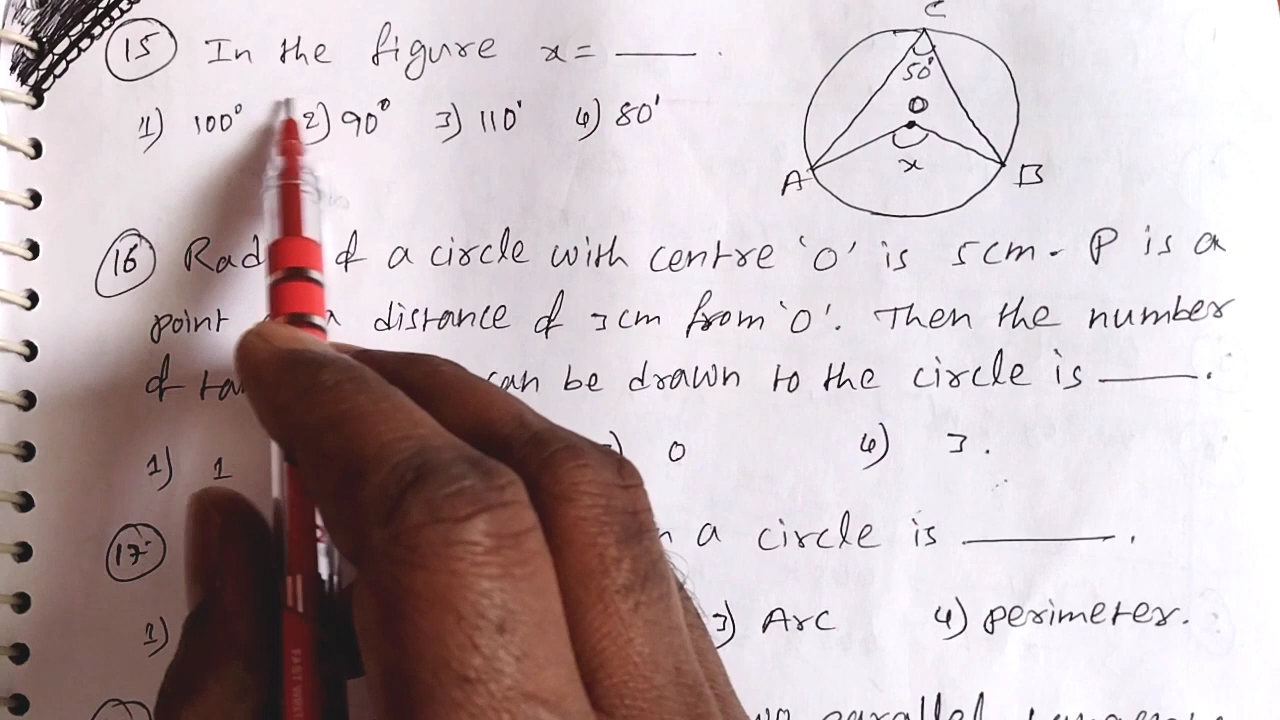 15 In the figure x = ____ .
1) 100° 2) 90° 3) 110° 4) 80°
C
50°
O
x
A
B
16 of a circle with centre 'O' is 5cm. P is a
point distance of 3cm from 'O'. Then the number
of can be drawn to the circle is ____ .
1) 1 0 4) 3.
17 a circle is ____ .
1) 3) Arc 4) perimeter.
parallel